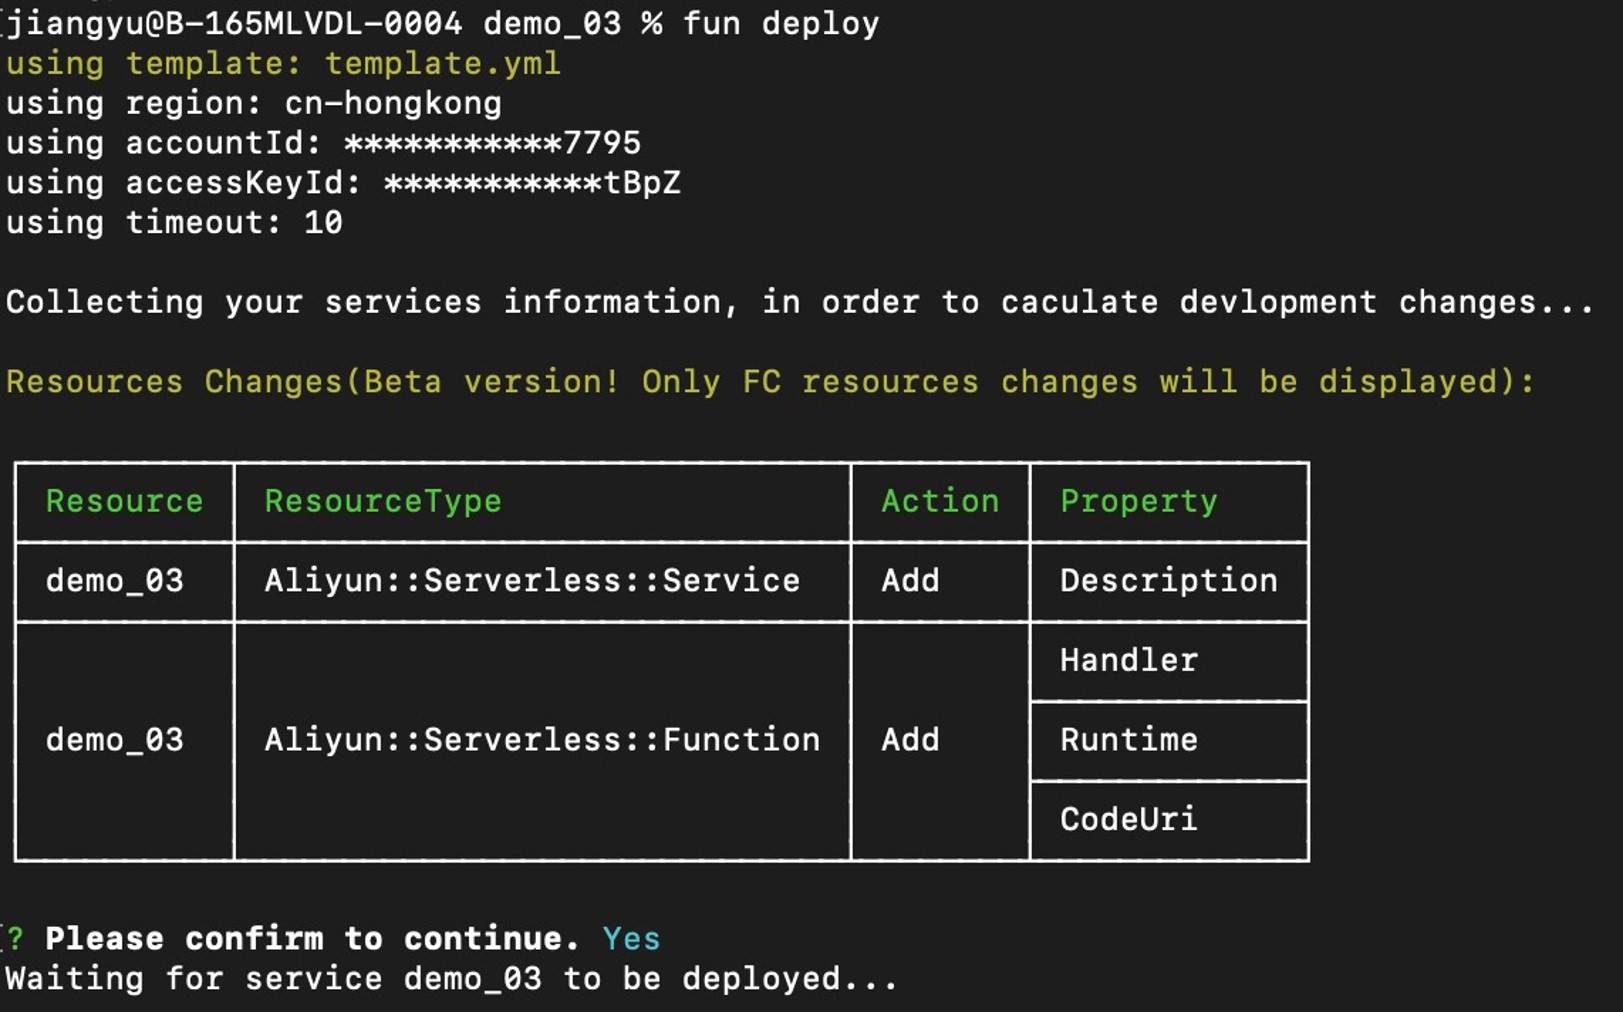 jiangyu@B-165MLVDL-0004 demo_03 % fun deploy
using template: template.yml
using region: cn-hongkong
using accountId: ***********7795
using accessKeyId: ***********tBpZ
using timeout: 10
Collecting your services information, in order to caculate devlopment changes...
Resources Changes(Beta version! Only FC resources changes will be displayed):
Resource ResourceType Action Property
demo_03 Aliyun::Serverless::Service Add Description
Handler
demo_03 Aliyun::Serverless::Function Add Runtime
CodeUri
? Please confirm to continue. Yes
Waiting for service demo_03 to be deployed...